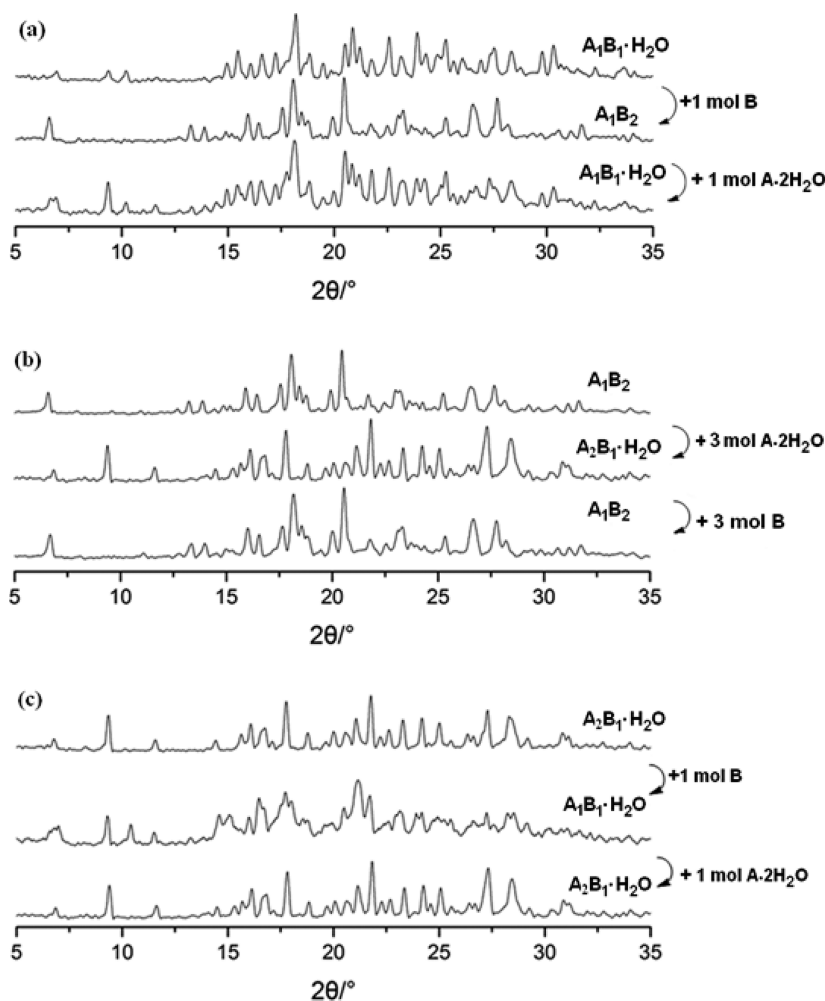 (a)
A₁B₁·H₂O
+1 mol B
A₁B₂
A₁B₁·H₂O
+ 1 mol A·2H₂O
5 10 15 20 25 30 35
2θ/°
(b)
A₁B₂
+ 3 mol A·2H₂O
A₂B₁·H₂O
A₁B₂
+ 3 mol B
5 10 15 20 25 30 35
2θ/°
(c)
A₂B₁·H₂O
+1 mol B
A₁B₁·H₂O
+ 1 mol A·2H₂O
A₂B₁·H₂O
5 10 15 20 25 30 35
2θ/°